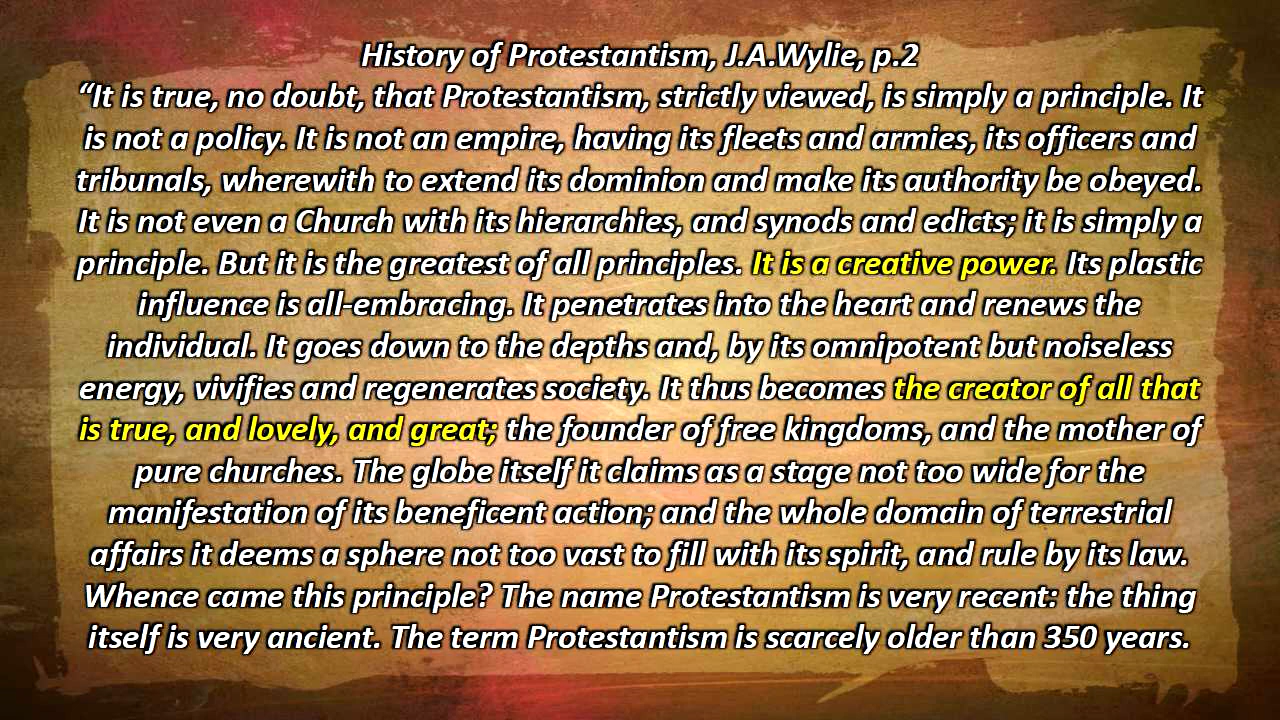 History of Protestantism, J.A.Wylie, p.2
“It is true, no doubt, that Protestantism, strictly viewed, is simply a principle. It
is not a policy. It is not an empire, having its fleets and armies, its officers and
tribunals, wherewith to extend its dominion and make its authority be obeyed.
It is not even a Church with its hierarchies, and synods and edicts; it is simply a
principle. But it is the greatest of all principles. It is a creative power. Its plastic
influence is all-embracing. It penetrates into the heart and renews the
individual. It goes down to the depths and, by its omnipotent but noiseless
energy, vivifies and regenerates society. It thus becomes the creator of all that
is true, and lovely, and great; the founder of free kingdoms, and the mother of
pure churches. The globe itself it claims as a stage not too wide for the
manifestation of its beneficent action; and the whole domain of terrestrial
affairs it deems a sphere not too vast to fill with its spirit, and rule by its law.
Whence came this principle? The name Protestantism is very recent: the thing
itself is very ancient. The term Protestantism is scarcely older than 350 years.